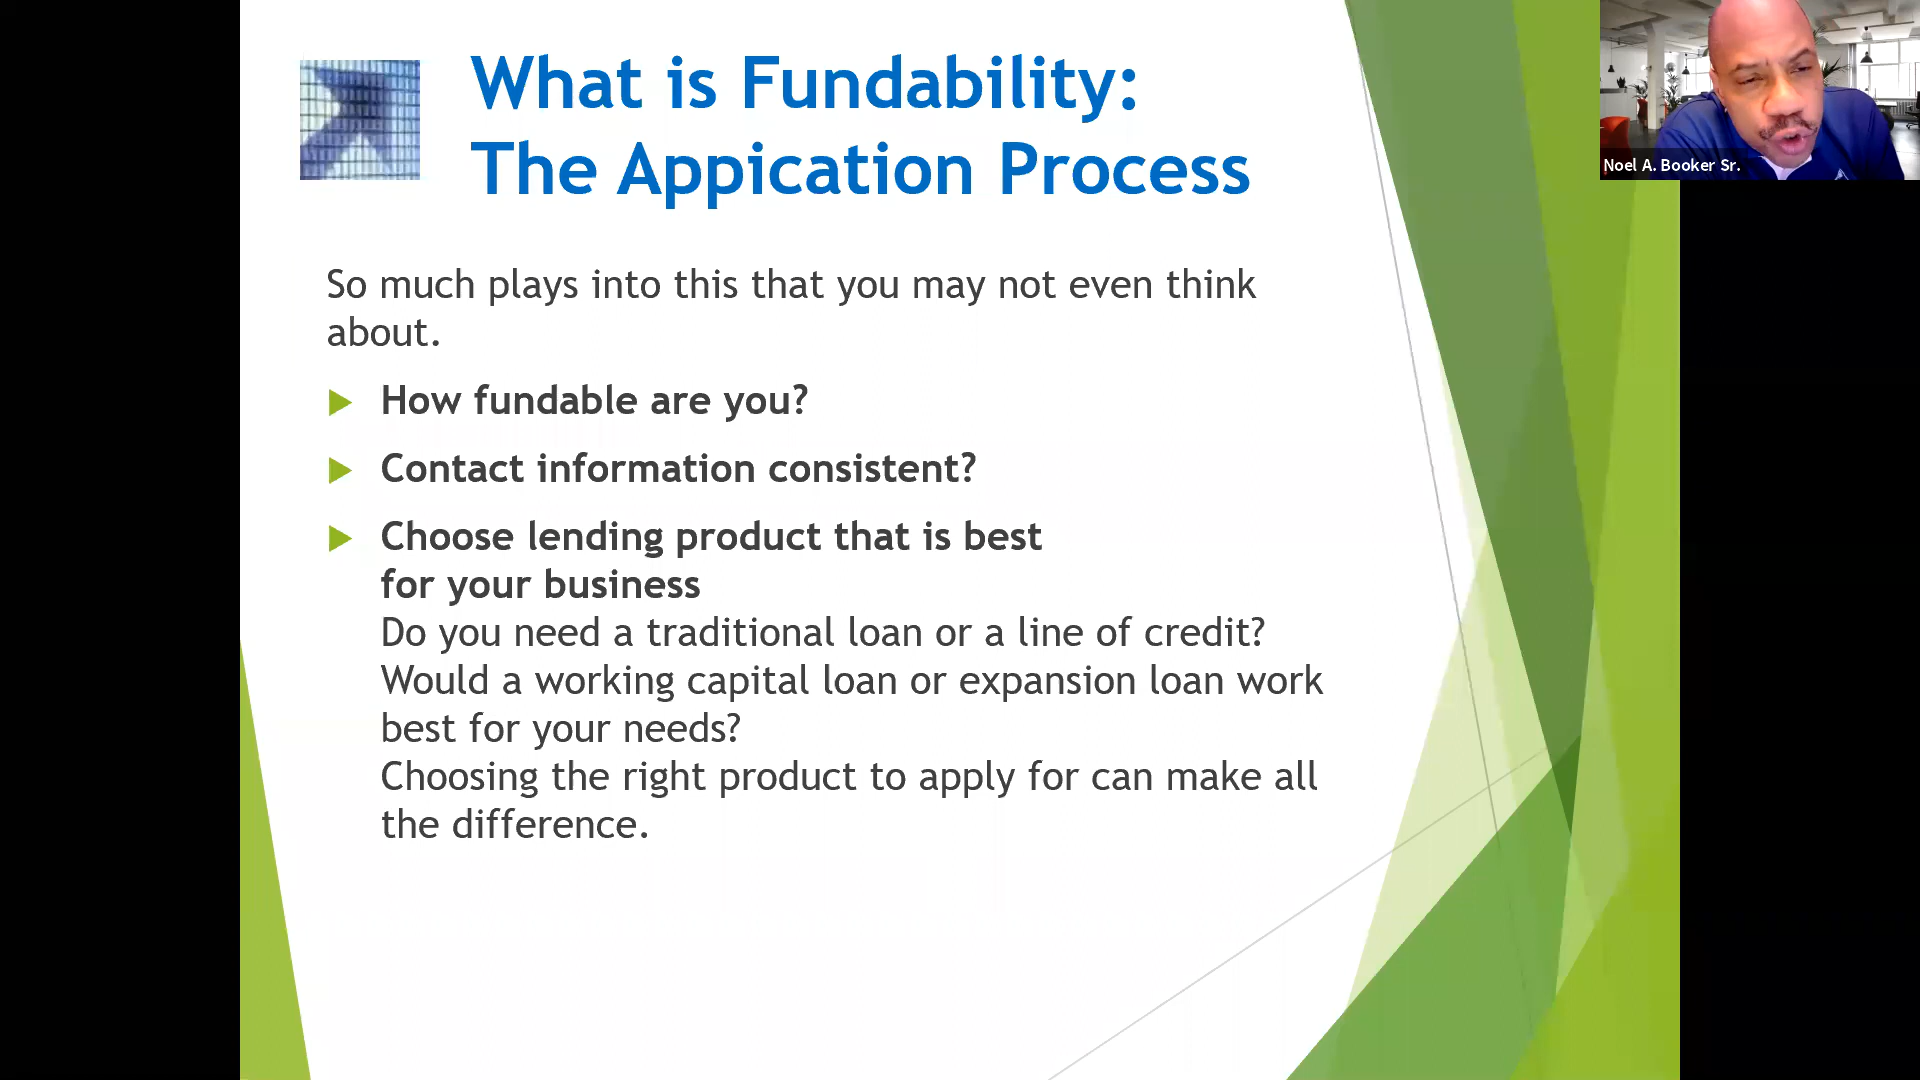 What is Fundability:
The Appication Process
So much plays into this that you may not even think
about.
How fundable are you?
Contact information consistent?
Choose lending product that is best
for your business
Do you need a traditional loan or a line of credit?
Would a working capital loan or expansion loan work
best for your needs?
Choosing the right product to apply for can make all
the difference.
Noel A. Booker Sr.